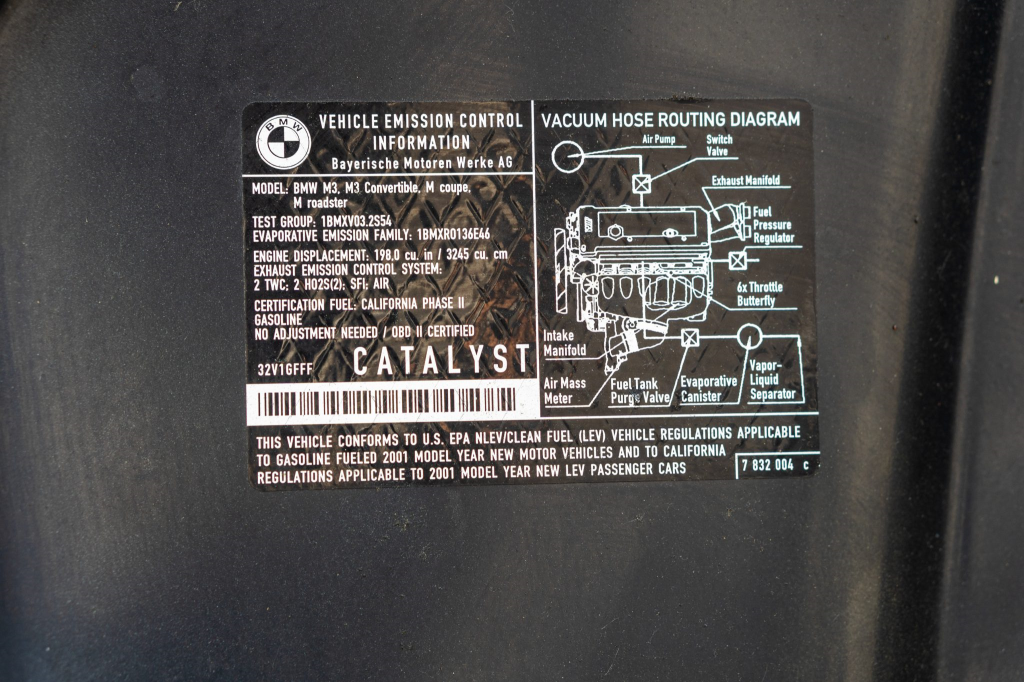 BMW
VEHICLE EMISSION CONTROL
INFORMATION
Bayerische Motoren Werke AG
MODEL: BMW M3, M3 Convertible, M coupe,
M roadster
TEST GROUP: 1BMXV03.2S54
EVAPORATIVE EMISSION FAMILY: 1BMXR0136E46
ENGINE DISPLACEMENT: 198.0 cu. in / 3245 cu. cm
EXHAUST EMISSION CONTROL SYSTEM:
2 TWC; 2 HO2S(2); SFI; AIR
CERTIFICATION FUEL: CALIFORNIA PHASE II
GASOLINE
NO ADJUSTMENT NEEDED / OBD II CERTIFIED
32V1GFFF CATALYST
VACUUM HOSE ROUTING DIAGRAM
Air Pump
Switch
Valve
Exhaust Manifold
Fuel
Pressure
Regulator
6x Throttle
Butterfly
Intake
Manifold
Air Mass
Meter
Fuel Tank
Purge Valve
Evaporative
Canister
Vapor-
Liquid
Separator
THIS VEHICLE CONFORMS TO U.S. EPA NLEV/CLEAN FUEL (LEV) VEHICLE REGULATIONS APPLICABLE
TO GASOLINE FUELED 2001 MODEL YEAR NEW MOTOR VEHICLES AND TO CALIFORNIA
REGULATIONS APPLICABLE TO 2001 MODEL YEAR NEW LEV PASSENGER CARS
7 832 004 c